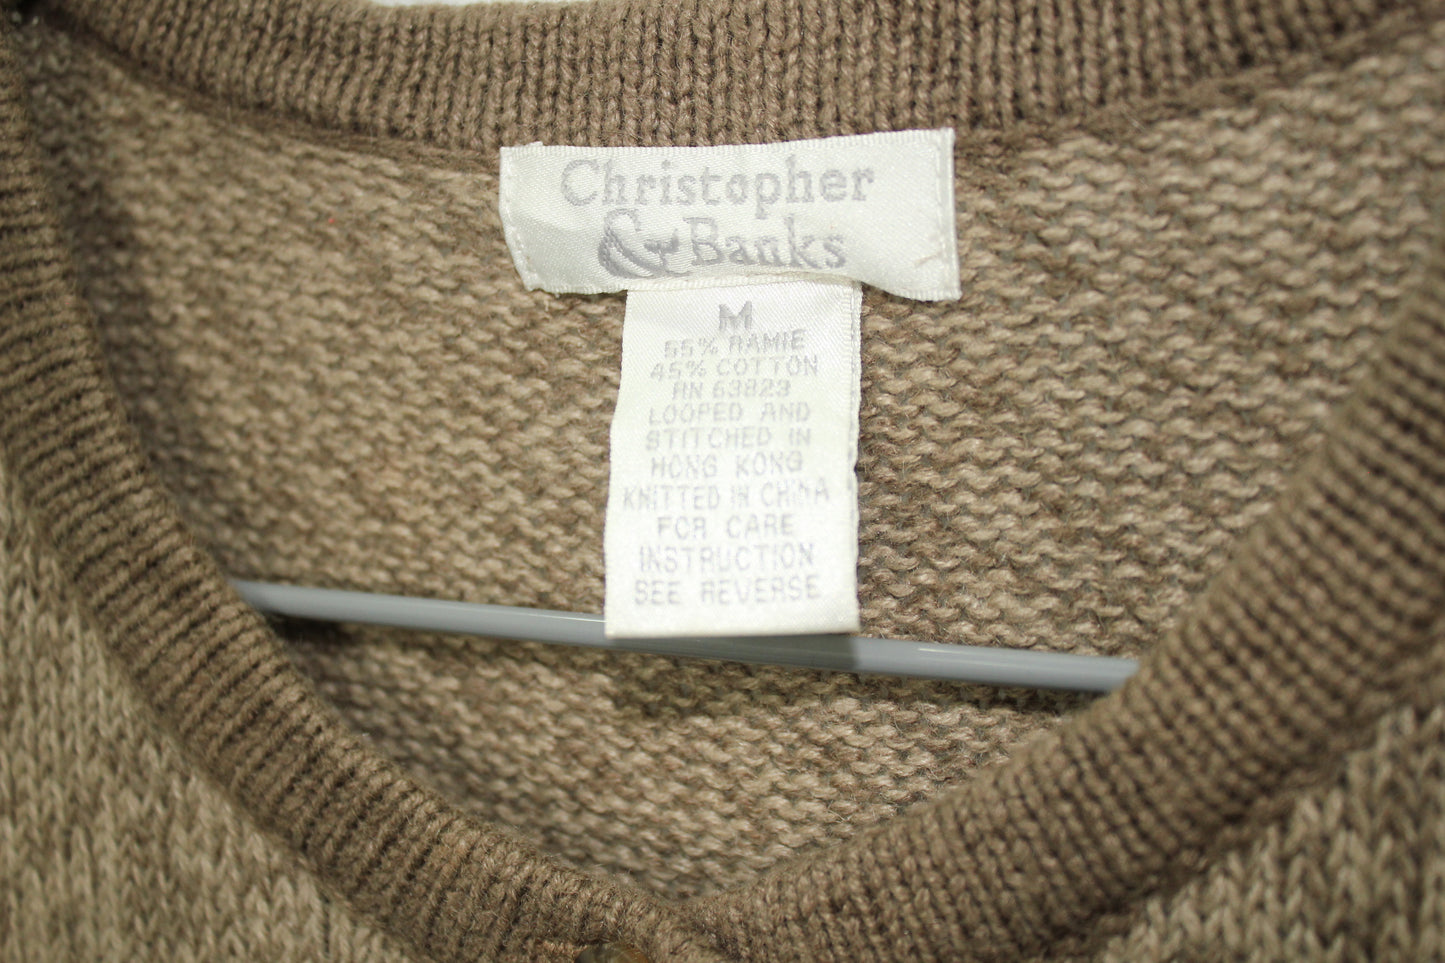 Christopher
& Banks
M
55% RAMIE
45% COTTON
RN 63823
LOOPED AND
STITCHED IN
HONG KONG
KNITTED IN CHINA
FOR CARE
INSTRUCTION
SEE REVERSE